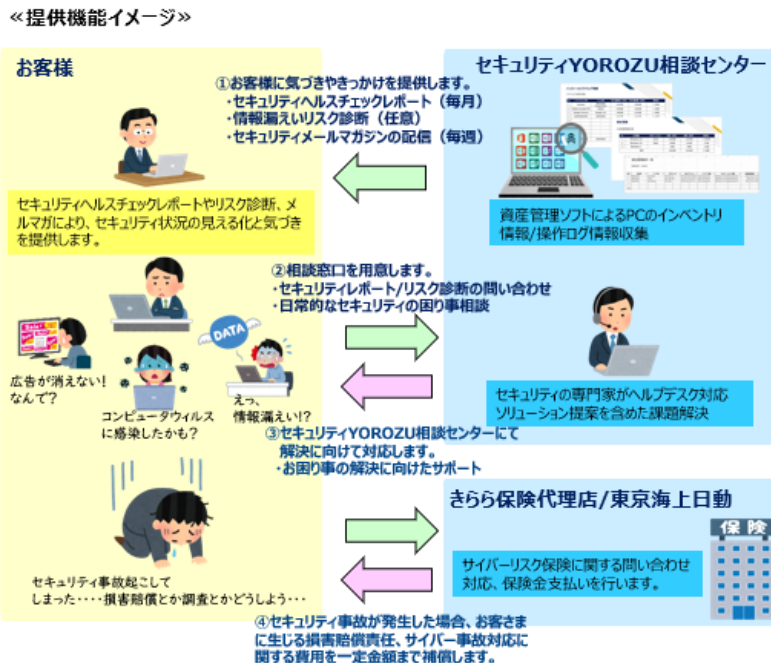 ≪提供機能イメージ≫
お客様
セキュリティYOROZU相談センター
①お客様に気づきやきっかけを提供します。
・セキュリティヘルスチェックレポート（毎月）
・情報漏えいリスク診断（任意）
・セキュリティメールマガジンの配信（毎週）
セキュリティヘルスチェックレポートやリスク診断、メ
ルマガにより、セキュリティ状況の見える化と気づき
を提供します。
資産管理ソフトによるPCのインベントリ
情報/操作ログ情報収集
②相談窓口を用意します。
・セキュリティレポート/リスク診断の問い合わせ
・日常的なセキュリティの困り事相談
DATA
広告が消えない!
なんで?
コンピュータウィルス
に感染したかも?
えっ、
情報漏えい!?
セキュリティの専門家がヘルプデスク対応
ソリューション提案を含めた課題解決
③セキュリティYOROZU相談センターにて
解決に向けて対応します。
・お困り事の解決に向けたサポート
きらら保険代理店/東京海上日動
保険
サイバーリスク保険に関する問い合わせ
対応、保険金支払いを行います。
セキュリティ事故起こして
しまった・・・・損害賠償とか調査とかどうしよう・・・
④セキュリティ事故が発生した場合、お客さま
に生じる損害賠償責任、サイバー事故対応に
関する費用を一定金額まで補償します。